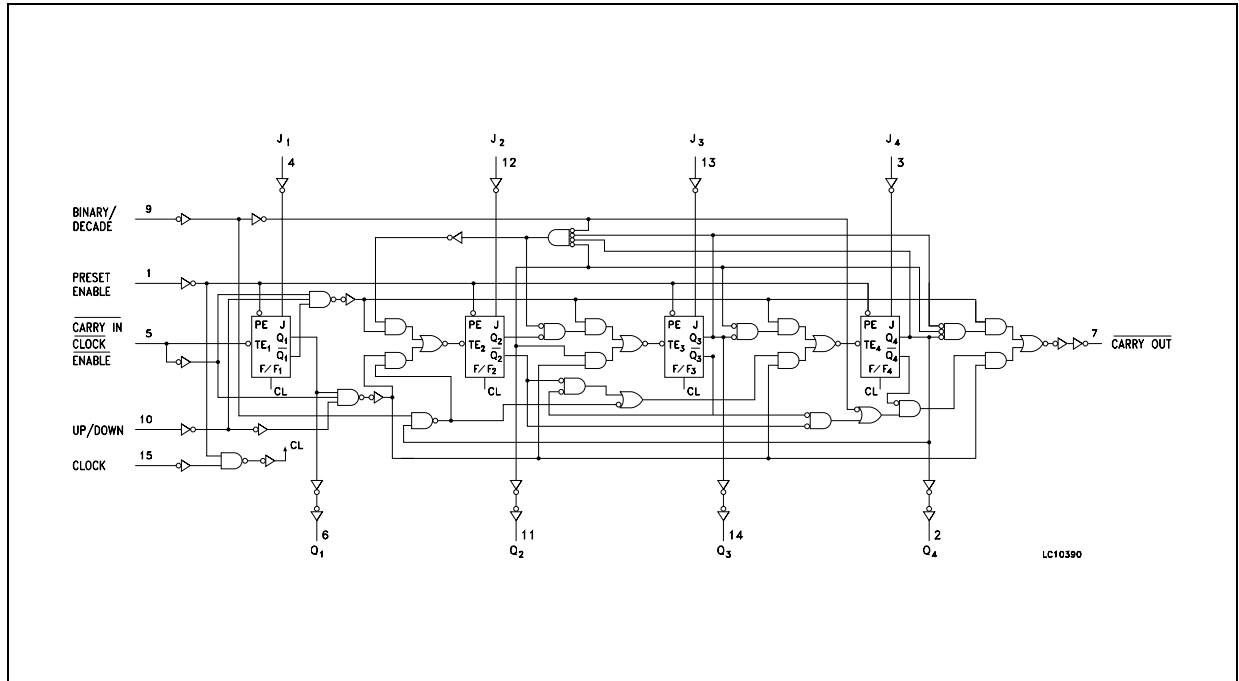 J1
4
J2
12
J3
13
J4
3
BINARY/
DECADE
9
PRESET
ENABLE
1
CARRY IN
CLOCK
ENABLE
5
PE J
Q1
TE1
Q1
F/F1
CL
PE J
Q2
TE2
Q2
F/F2
CL
PE J
Q3
TE3
Q3
F/F3
CL
PE J
Q4
TE4
Q4
F/F4
CL
7
CARRY OUT
UP/DOWN
10
CLOCK
15
CL
6
Q1
11
Q2
14
Q3
2
Q4
LC10390